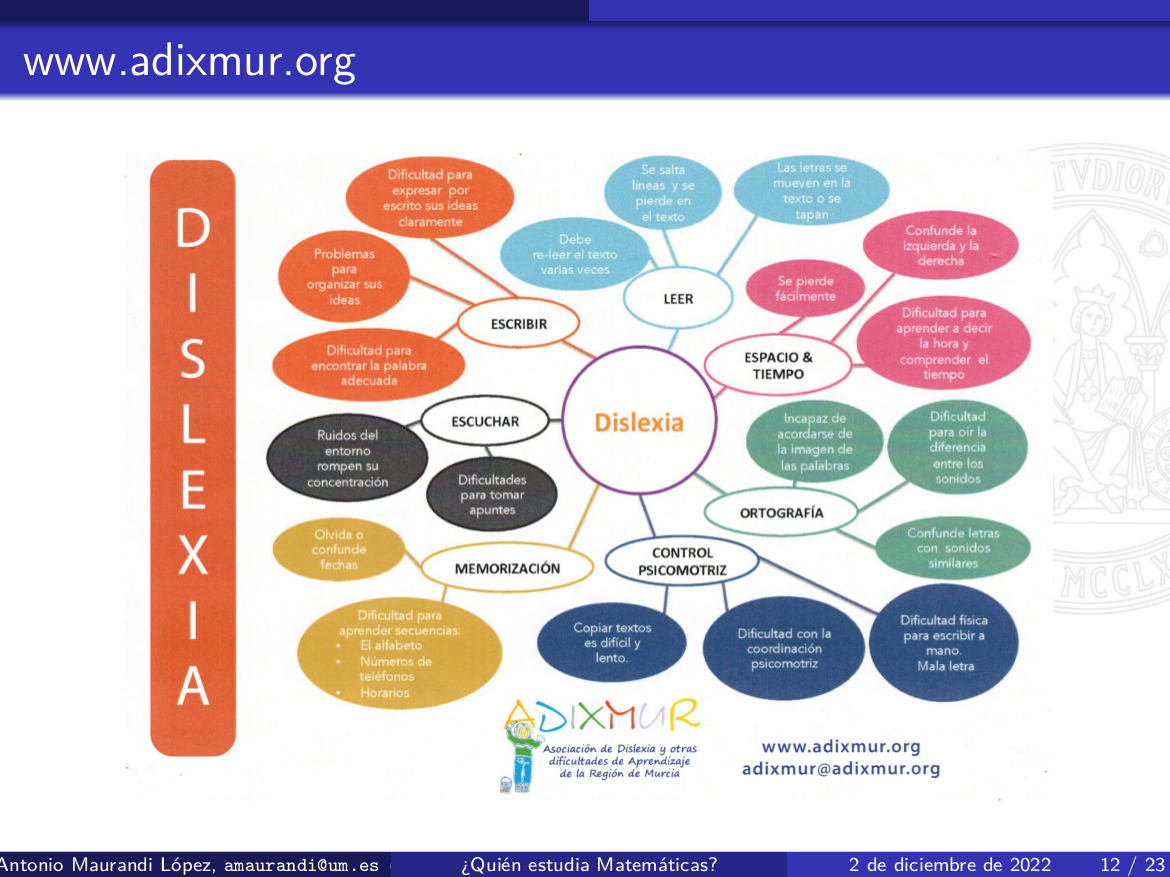 www.adixmur.org
D
I
S
L
E
X
I
A
Dificultad para
expresar por
escrito sus ideas
claramente
Problemas
para
organizar sus
ideas
Dificultad para
encontrar la palabra
adecuada
ESCRIBIR
Se salta
líneas y se
pierde en
el texto
Las letras se
mueven en la
texto o se
tapan
Debe
re-leer el texto
varias veces
LEER
Confunde la
izquierda y la
derecha
Se pierde
fácilmente
Dificultad para
aprender a decir
la hora y
comprender el
tiempo
ESPACIO &
TIEMPO
Dislexia
ESCUCHAR
Ruidos del
entorno
rompen su
concentración
Dificultades
para tomar
apuntes
Incapaz de
acordarse de
la imagen de
las palabras
Dificultad
para oír la
diferencia
entre los
sonidos
ORTOGRAFÍA
Confunde letras
con sonidos
similares
Olvida o
confunde
fechas
MEMORIZACIÓN
Dificultad para
aprender secuencias:
• El alfabeto
• Números de
teléfonos
• Horarios
CONTROL
PSICOMOTRIZ
Copiar textos
es difícil y
lento.
Dificultad con la
coordinación
psicomotriz
Dificultad física
para escribir a
mano.
Mala letra
ADIXMUR
Asociación de Dislexia y otras
dificultades de Aprendizaje
de la Región de Murcia
www.adixmur.org
adixmur@adixmur.org
TVDIOR
MCCLX
Antonio Maurandi López, amaurandi@um.es (
¿Quién estudia Matemáticas?
2 de diciembre de 2022
12 / 23